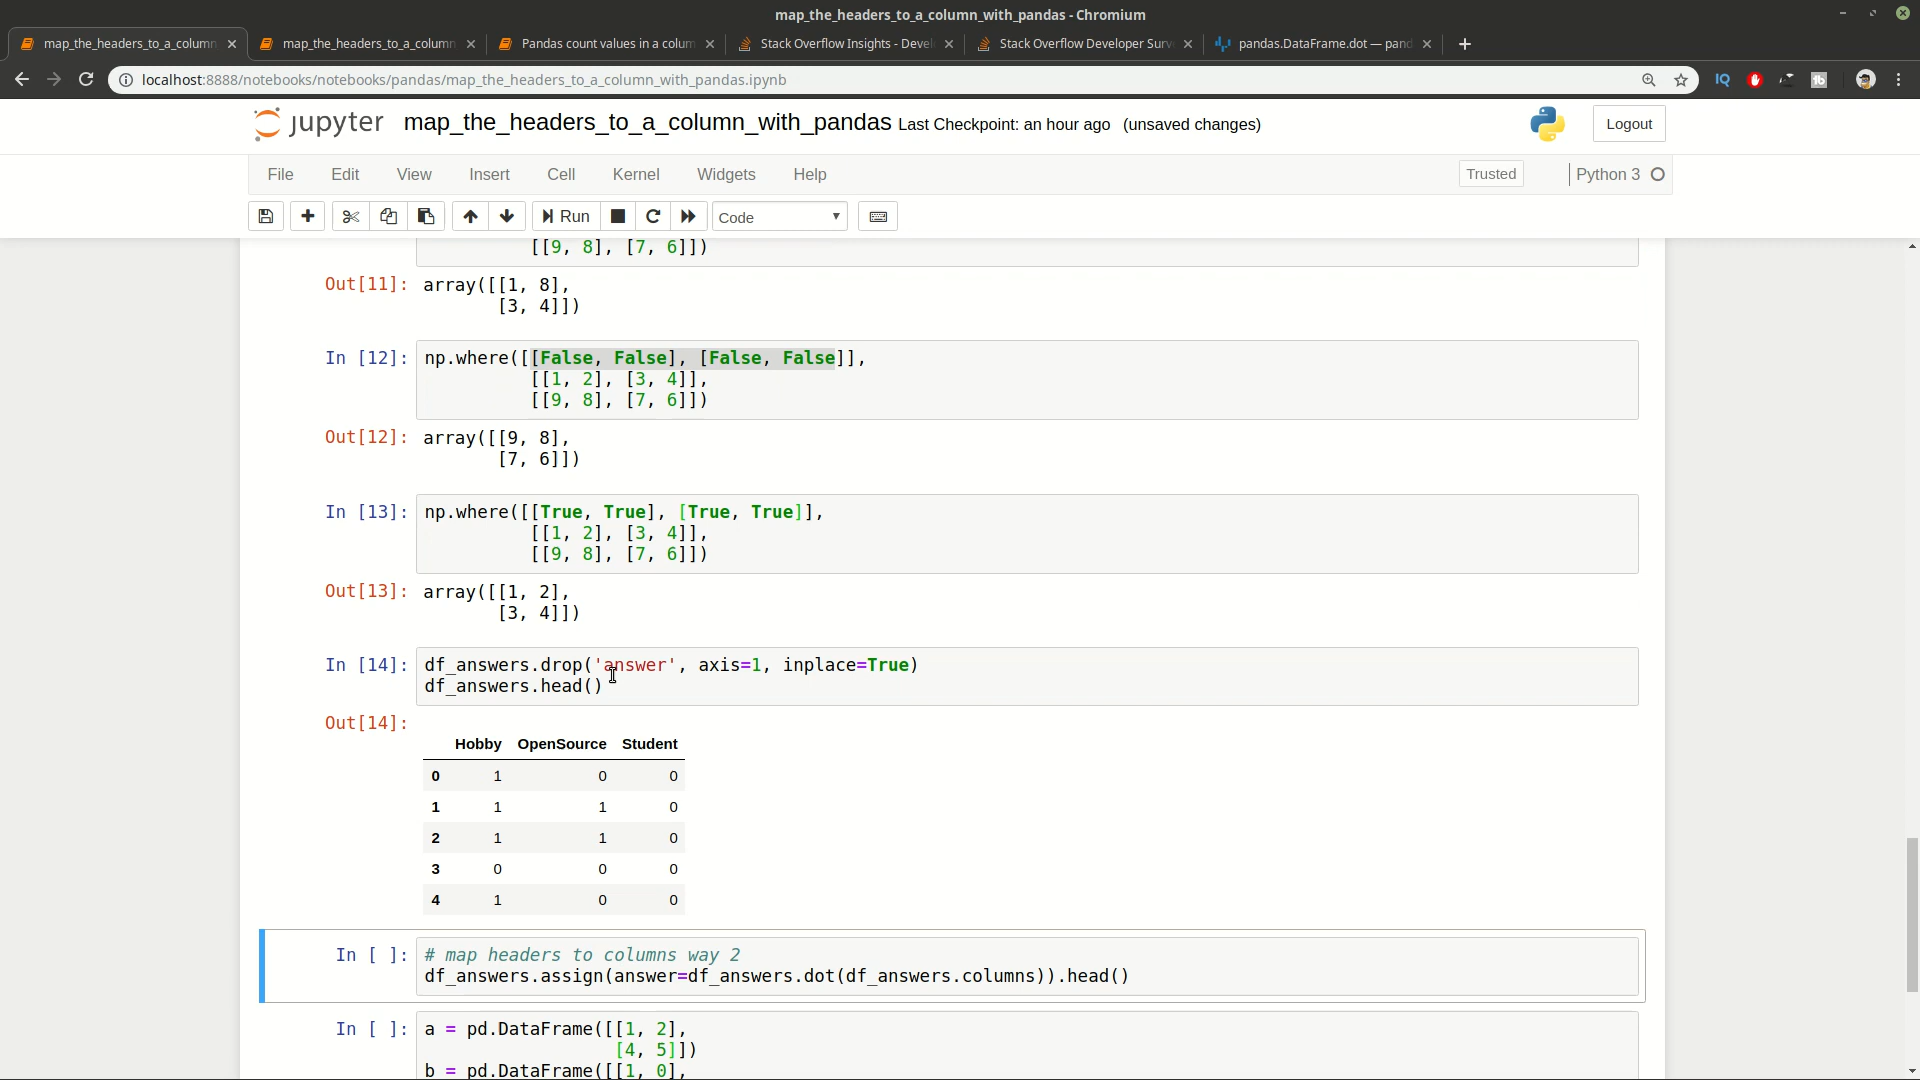 map_the_headers_to_a_column_with_pandas - Chromium
map_the_headers_to_a_column
map_the_headers_to_a_column
Pandas count values in a colum
Stack Overflow Insights - Devel
Stack Overflow Developer Surv
pandas.DataFrame.dot — pand
localhost:8888/notebooks/notebooks/pandas/map_the_headers_to_a_column_with_pandas.ipynb
IQ
tb
jupyter map_the_headers_to_a_column_with_pandas Last Checkpoint: an hour ago (unsaved changes)
Logout
File Edit View Insert Cell Kernel Widgets Help
Trusted
Python 3
Run
Code
[[9, 8], [7, 6]])
Out[11]: array([[1, 8],
[3, 4]])
In [12]: np.where([[False, False], [False, False]],
[[1, 2], [3, 4]],
[[9, 8], [7, 6]])
Out[12]: array([[9, 8],
[7, 6]])
In [13]: np.where([[True, True], [True, True]],
[[1, 2], [3, 4]],
[[9, 8], [7, 6]])
Out[13]: array([[1, 2],
[3, 4]])
In [14]: df_answers.drop('answer', axis=1, inplace=True)
df_answers.head()
Out[14]:
Hobby OpenSource Student
0 1 0 0
1 1 1 0
2 1 1 0
3 0 0 0
4 1 0 0
In [ ]: # map headers to columns way 2
df_answers.assign(answer=df_answers.dot(df_answers.columns)).head()
In [ ]: a = pd.DataFrame([[1, 2],
[4, 5]])
b = pd.DataFrame([[1, 0],